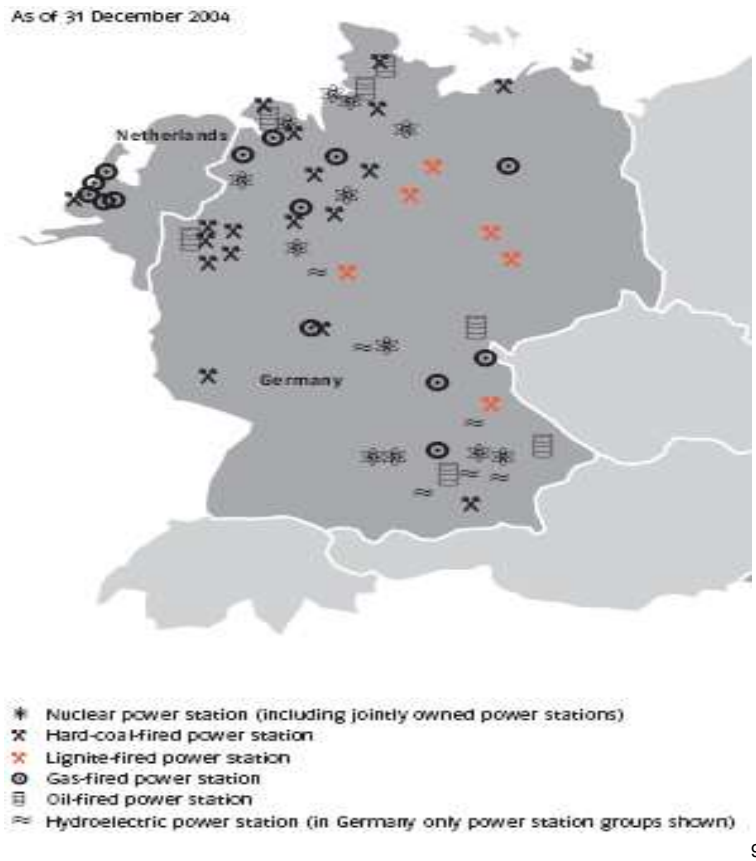 As of 31 December 2004
Netherlands
Germany
Nuclear power station (including jointly owned power stations)
Hard-coal-fired power station
Lignite-fired power station
Gas-fired power station
Oil-fired power station
Hydroelectric power station (in Germany only power station groups shown)